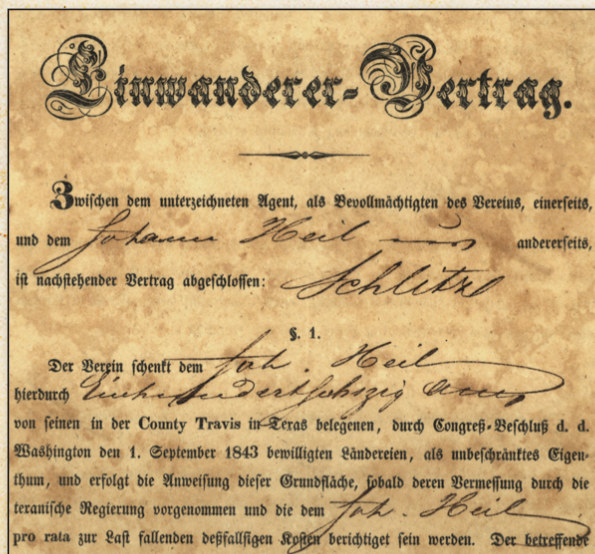 Einwanderer-Vertrag.
Zwischen dem unterzeichneten Agent, als Bevollmächtigten des Vereins, einerseits,
und dem Johann Heil aus andererseits,
ist nachstehender Vertrag abgeschlossen: Schlitz
§. 1.
Der Verein schenkt dem Joh. Heil
hierdurch Einhundertsechszig Acres
von seinen in der County Travis in Texas belegenen, durch Congreß-Beschluß d. d.
Washington den 1. September 1843 bewilligten Ländereien, als unbeschränktes Eigen-
thum, und erfolgt die Anweisung dieser Grundfläche, sobald deren Vermessung durch die
texanische Regierung vorgenommen und die dem Joh. Heil
pro rata zur Last fallenden desfallsigen Kosten berichtiget sein werden. Der betreffende